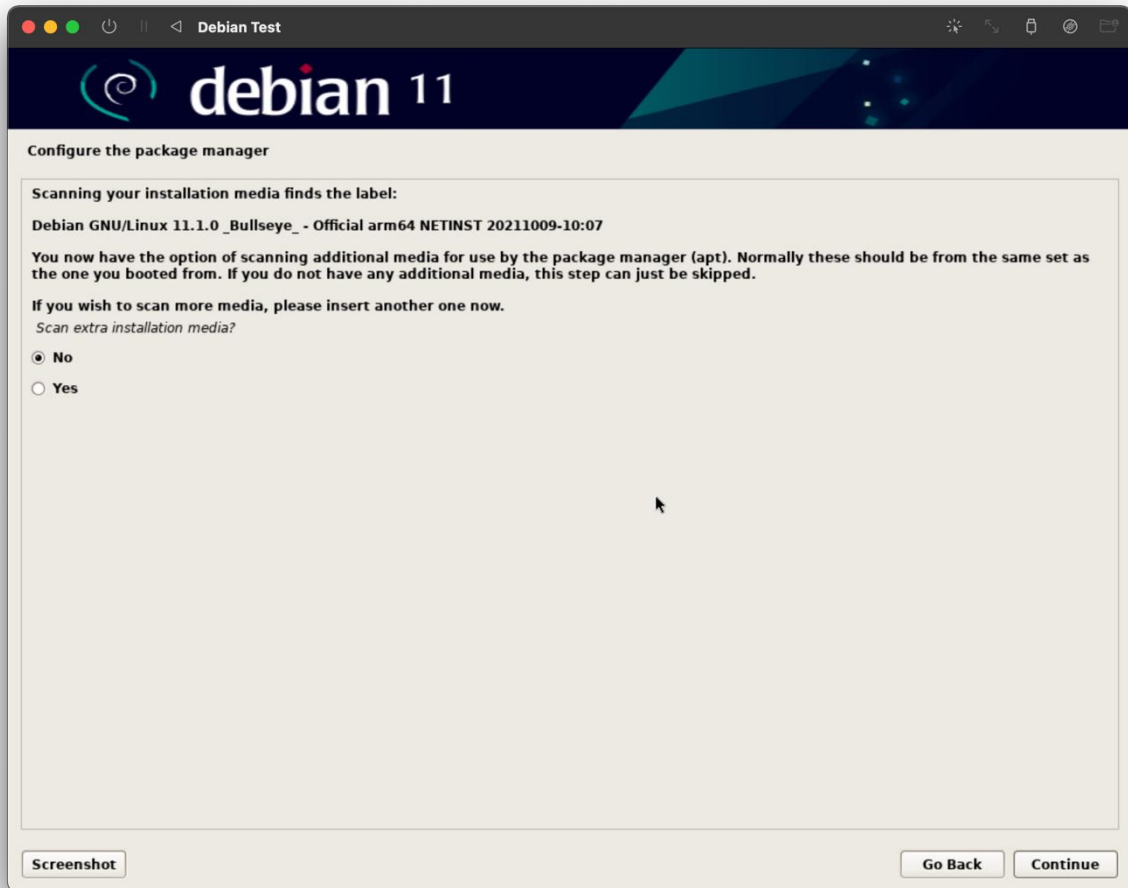 Debian Test
debian 11
Configure the package manager
Scanning your installation media finds the label:
Debian GNU/Linux 11.1.0 _Bullseye_ - Official arm64 NETINST 20211009-10:07
You now have the option of scanning additional media for use by the package manager (apt). Normally these should be from the same set as
the one you booted from. If you do not have any additional media, this step can just be skipped.
If you wish to scan more media, please insert another one now.
Scan extra installation media?
No
Yes
Screenshot
Go Back
Continue